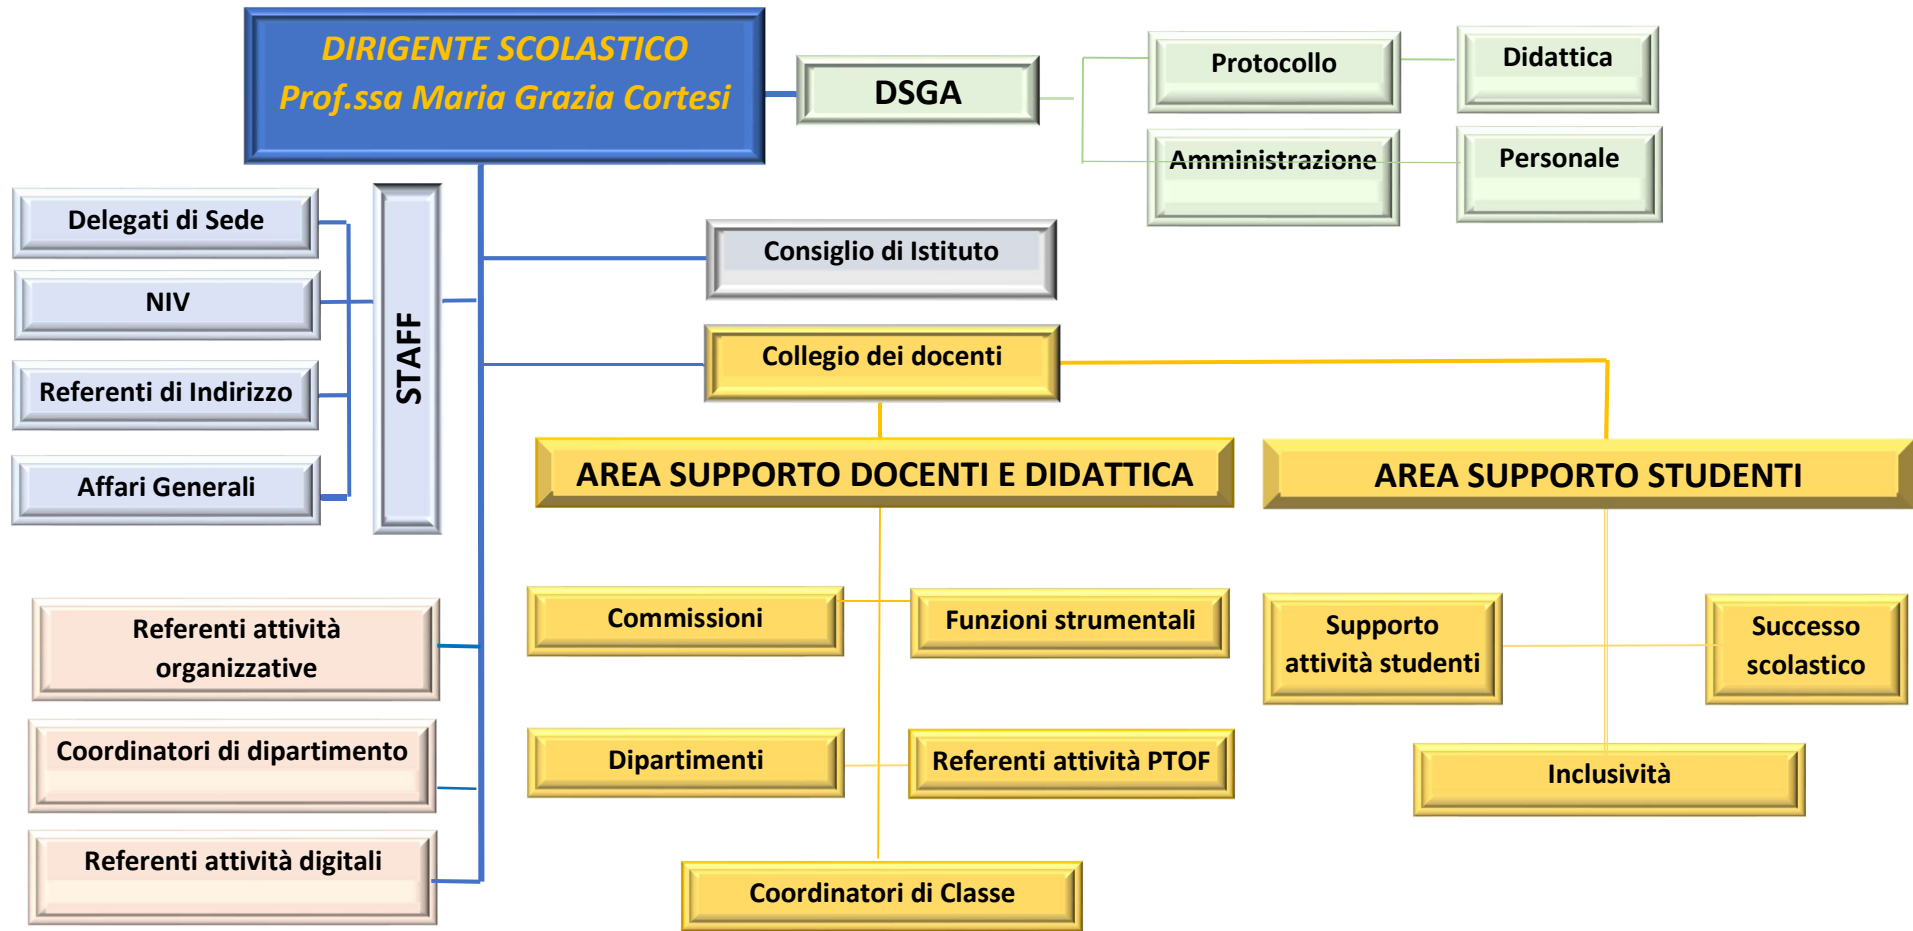 DIRIGENTE SCOLASTICO
Prof.ssa Maria Grazia Cortesi
DSGA
Protocollo
Didattica
Amministrazione
Personale
STAFF
Delegati di Sede
NIV
Referenti di Indirizzo
Affari Generali
Consiglio di Istituto
Collegio dei docenti
AREA SUPPORTO DOCENTI E DIDATTICA
AREA SUPPORTO STUDENTI
Referenti attività
organizzative
Coordinatori di dipartimento
Referenti attività digitali
Commissioni
Funzioni strumentali
Dipartimenti
Referenti attività PTOF
Coordinatori di Classe
Supporto
attività studenti
Successo
scolastico
Inclusività